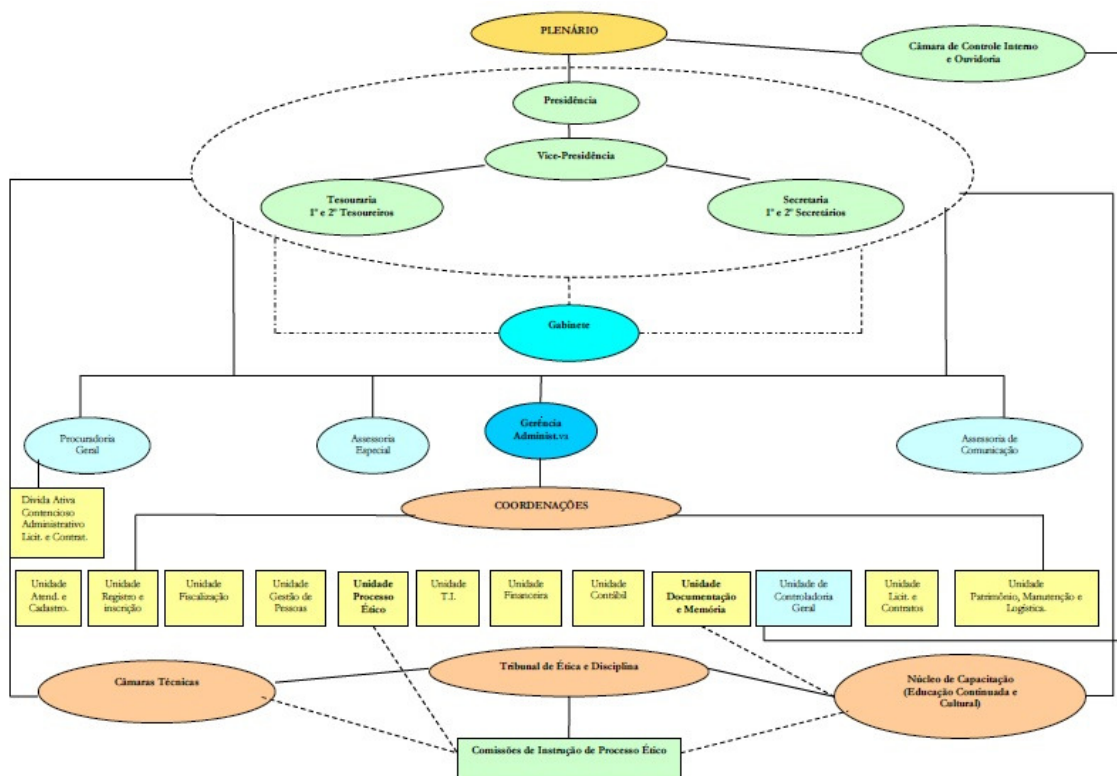 PLENÁRIO
Câmara de Controle Interno
e Ouvidoria
Presidência
Vice-Presidência
Tesouraria
1º e 2º Tesoureiros
Secretaria
1º e 2º Secretários
Gabinete
Procuradoria
Geral
Assessoria
Especial
Gerência
Administ.va
Assessoria de
Comunicação
Divida Ativa
Contencioso
Administrativo
Licit. e Contrat.
COORDENAÇÕES
Unidade
Atend. e
Cadastro.
Unidade
Registro e
inscrição
Unidade
Fiscalização
Unidade
Gestão de
Pessoas
Unidade
Processo
Ético
Unidade
T.I.
Unidade
Financeira
Unidade
Contábil
Unidade
Documentação
e Memória
Unidade de
Controladoria
Geral
Unidade
Licit. e
Contratos
Unidade
Patrimônio, Manutenção e
Logística.
Câmaras Técnicas
Tribunal de Ética e Disciplina
Núcleo de Capacitação
(Educação Continuada e
Cultural)
Comissões de Instrução de Processo Ético